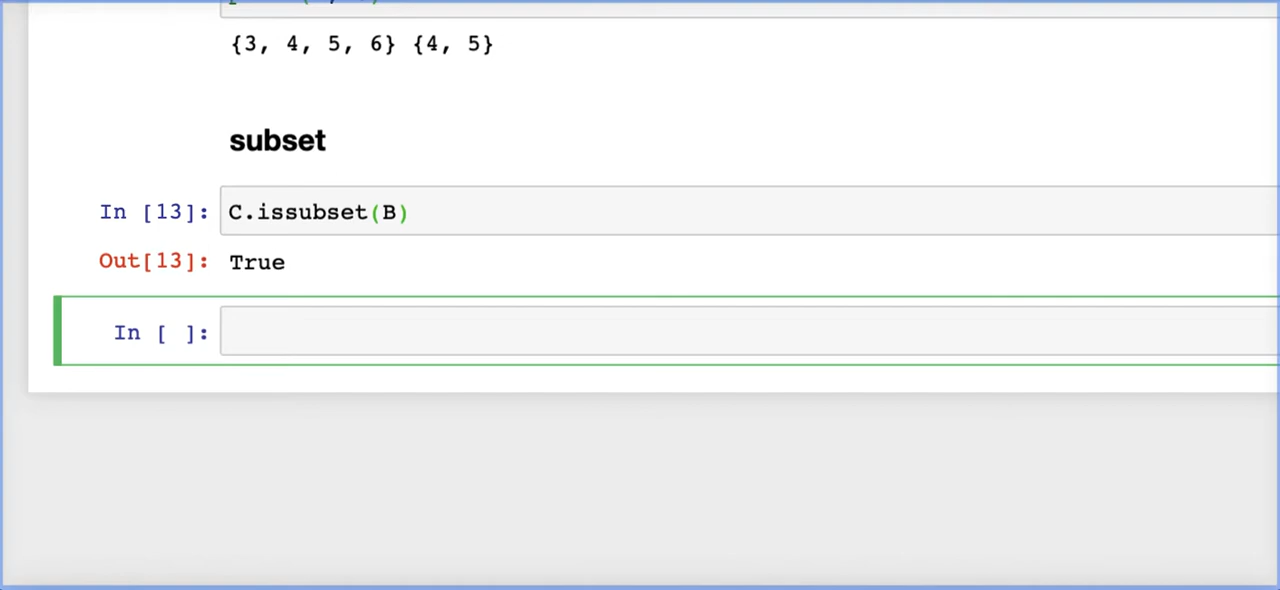 {3, 4, 5, 6} {4, 5}
subset
In [13]: C.issubset(B)
Out[13]: True
In [ ]: